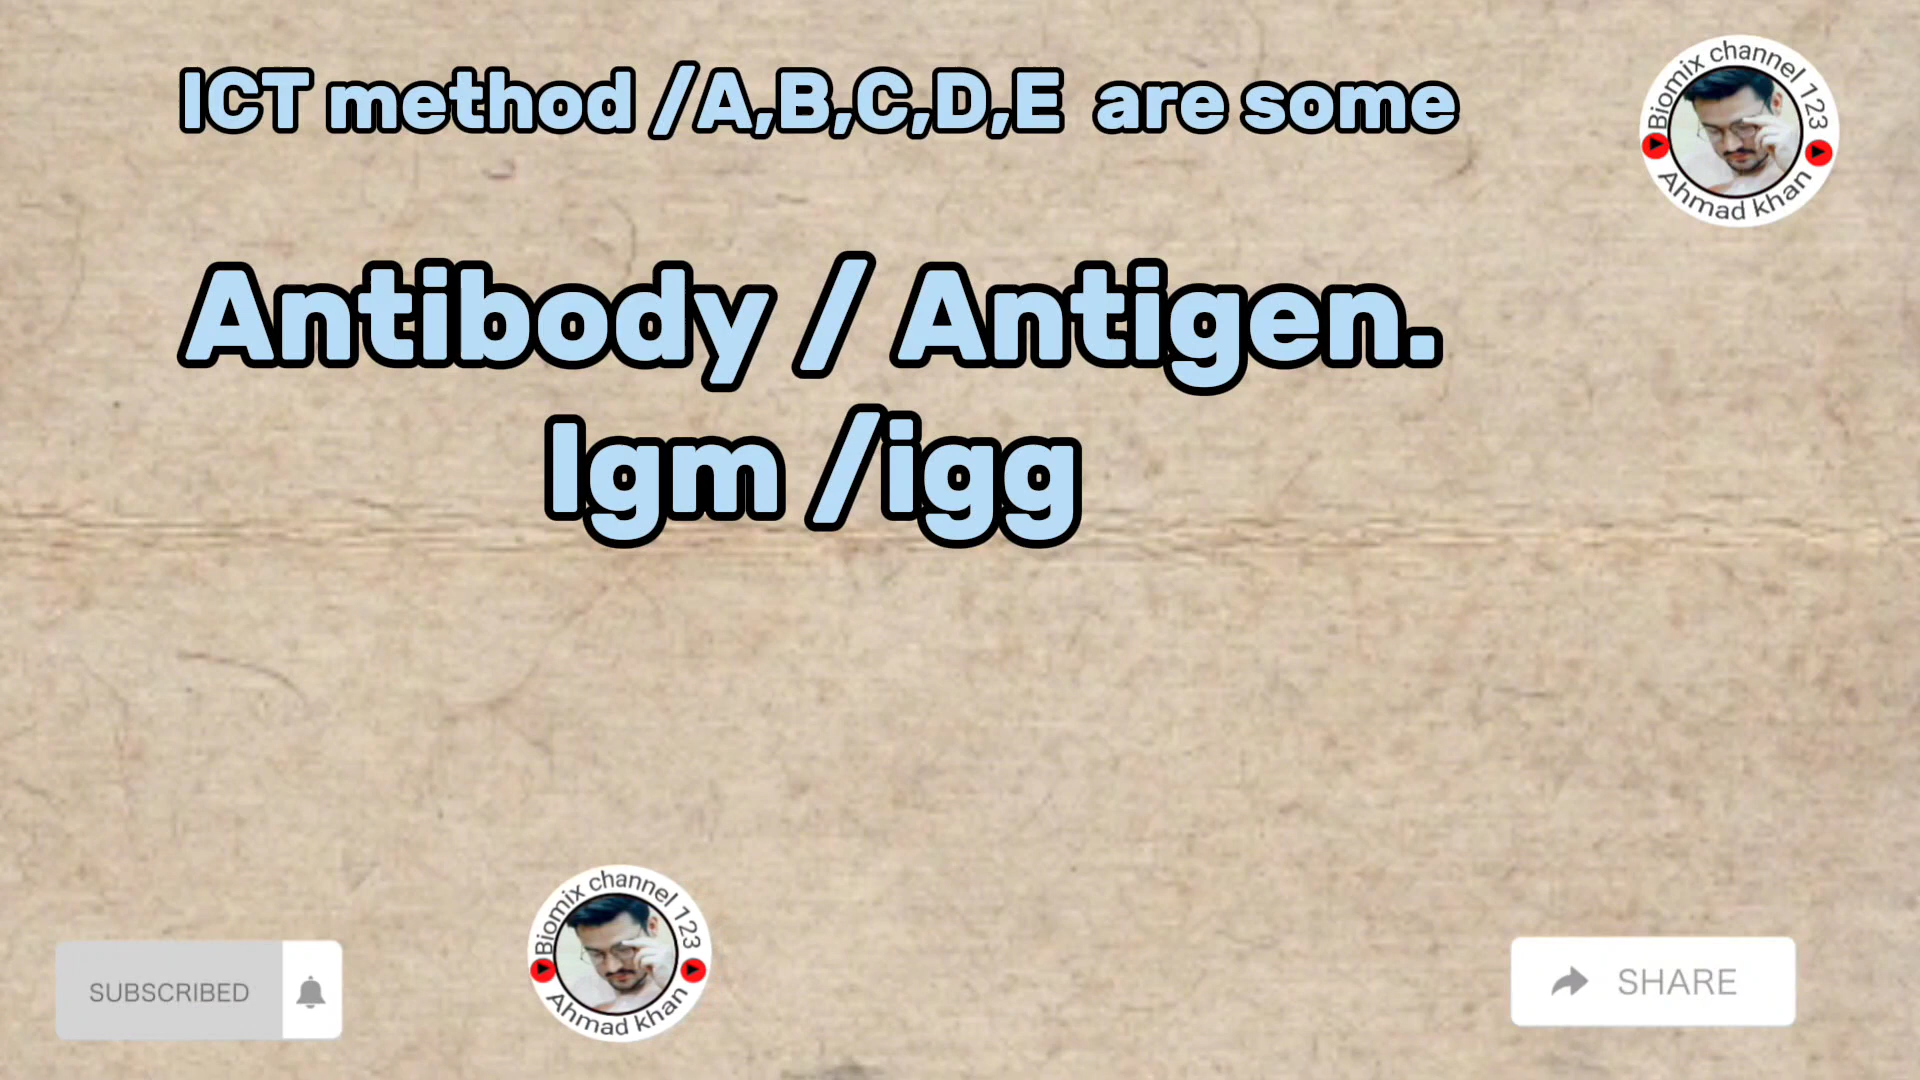 ICT method /A,B,C,D,E are some
Biomix channel 123
Ahmad khan
Antibody / Antigen.
Igm /igg
Biomix channel 123
Ahmad khan
SUBSCRIBED
SHARE